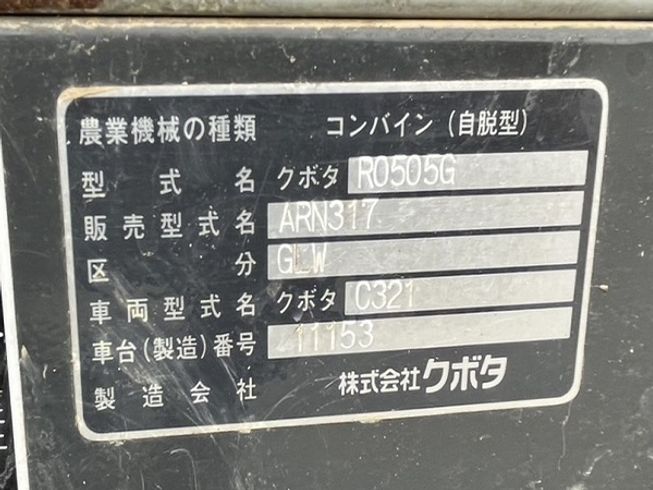 農業機械の種類 コンバイン(自脱型)
型式名 クボタ RO505G
販売型式名 ARN317
区分 GLW
車両型式名 クボタ C321
車台(製造)番号 11153
製造会社 株式会社クボタ